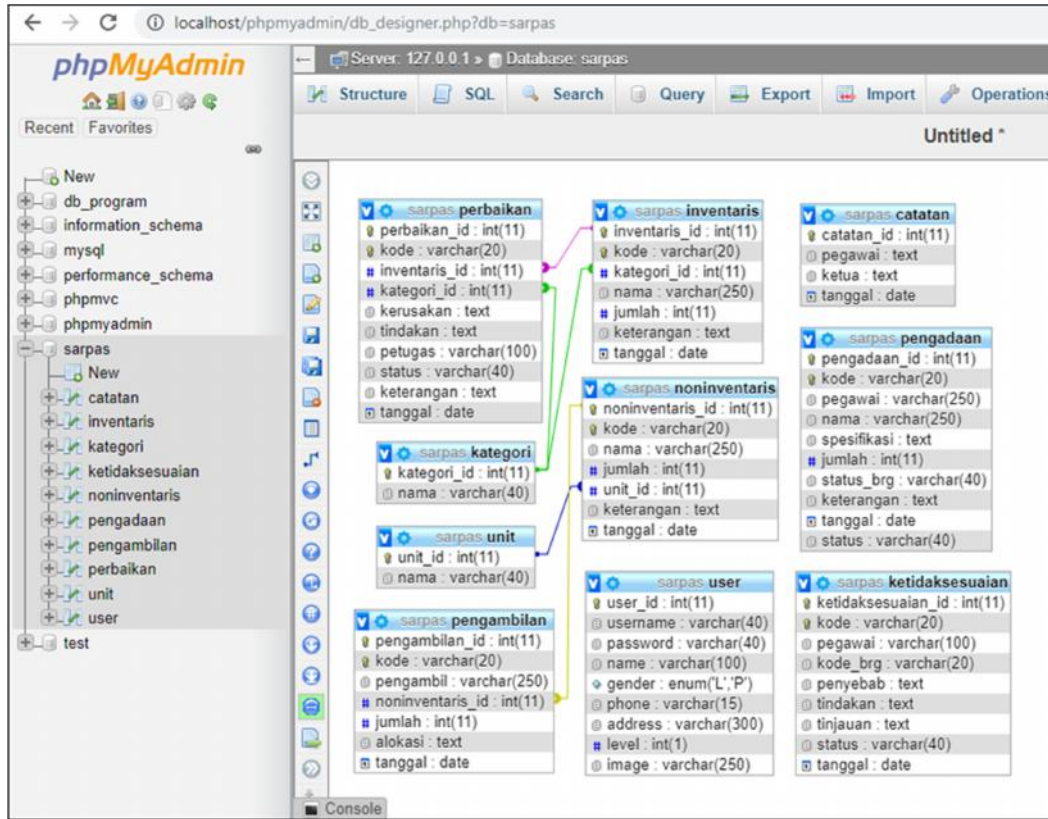 localhost/phpmyadmin/db_designer.php?db=sarpas
phpMyAdmin
Recent Favorites
New
db_program
information_schema
mysql
performance_schema
phpmvc
phpmyadmin
sarpas
New
catatan
inventaris
kategori
ketidaksesuaian
noninventaris
pengadaan
pengambilan
perbaikan
unit
user
test
Server: 127.0.0.1 » Database: sarpas
Structure SQL Search Query Export Import Operations
Untitled *
sarpas perbaikan
perbaikan_id : int(11)
kode : varchar(20)
# inventaris_id : int(11)
# kategori_id : int(11)
kerusakan : text
tindakan : text
petugas : varchar(100)
status : varchar(40)
keterangan : text
tanggal : date
sarpas inventaris
inventaris_id : int(11)
kode : varchar(20)
# kategori_id : int(11)
nama : varchar(250)
# jumlah : int(11)
keterangan : text
tanggal : date
sarpas catatan
catatan_id : int(11)
pegawai : text
ketua : text
tanggal : date
sarpas kategori
kategori_id : int(11)
nama : varchar(40)
sarpas noninventaris
noninventaris_id : int(11)
kode : varchar(20)
nama : varchar(250)
# jumlah : int(11)
# unit_id : int(11)
keterangan : text
tanggal : date
sarpas pengadaan
pengadaan_id : int(11)
kode : varchar(20)
pegawai : varchar(250)
nama : varchar(250)
spesifikasi : text
# jumlah : int(11)
status_brg : varchar(40)
keterangan : text
tanggal : date
status : varchar(40)
sarpas unit
unit_id : int(11)
nama : varchar(40)
sarpas pengambilan
pengambilan_id : int(11)
kode : varchar(20)
pengambil : varchar(250)
# noninventaris_id : int(11)
# jumlah : int(11)
alokasi : text
tanggal : date
sarpas user
user_id : int(11)
username : varchar(40)
password : varchar(40)
name : varchar(100)
gender : enum('L','P')
phone : varchar(15)
address : varchar(300)
# level : int(1)
image : varchar(250)
sarpas ketidaksesuaian
ketidaksesuaian_id : int(11)
kode : varchar(20)
pegawai : varchar(100)
kode_brg : varchar(20)
penyebab : text
tindakan : text
tinjauan : text
status : varchar(40)
tanggal : date
Console